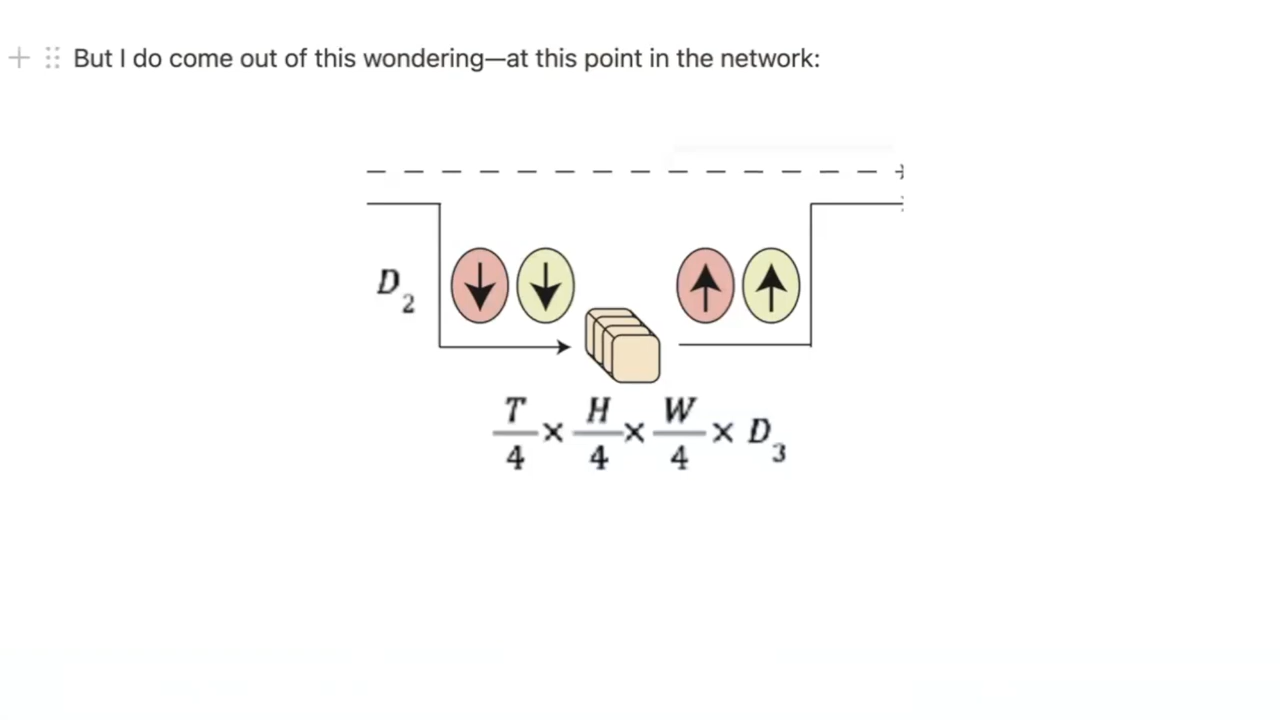 But I do come out of this wondering—at this point in the network:
D₂
T/4 × H/4 × W/4 × D₃